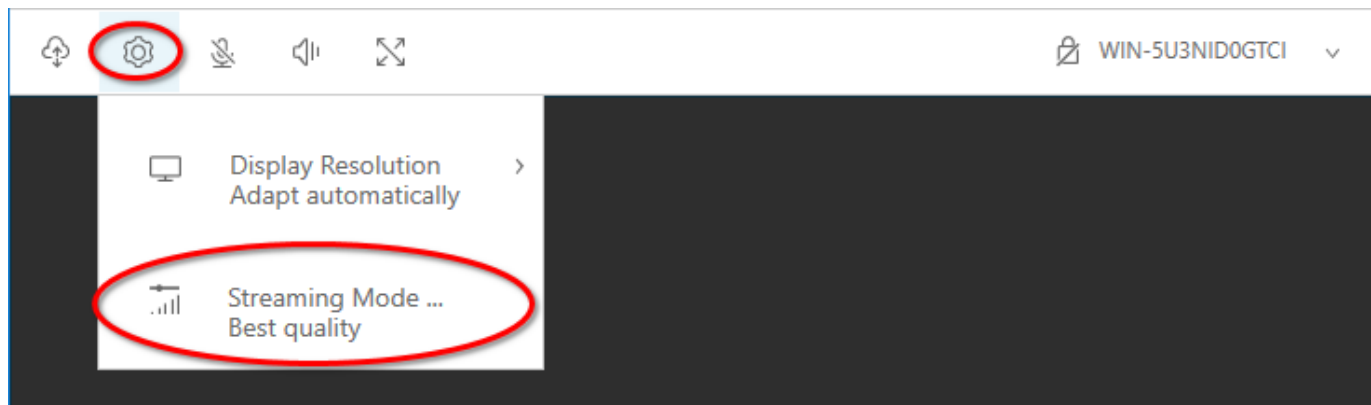 WIN-5U3NID0GTCI
Display Resolution
Adapt automatically
Streaming Mode ...
Best quality